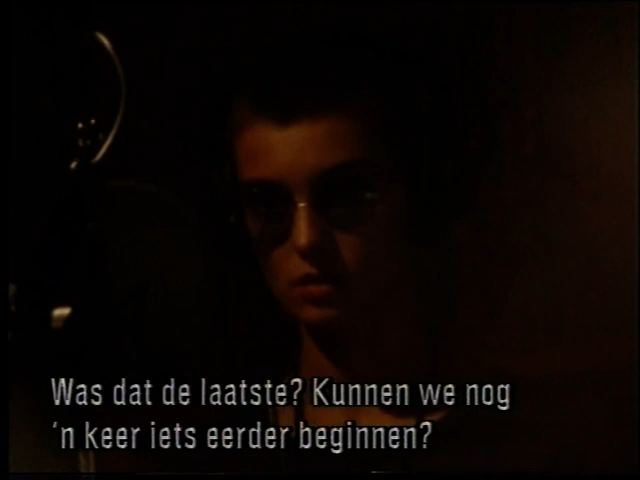 Was dat de laatste? Kunnen we nog
'n keer iets eerder beginnen?